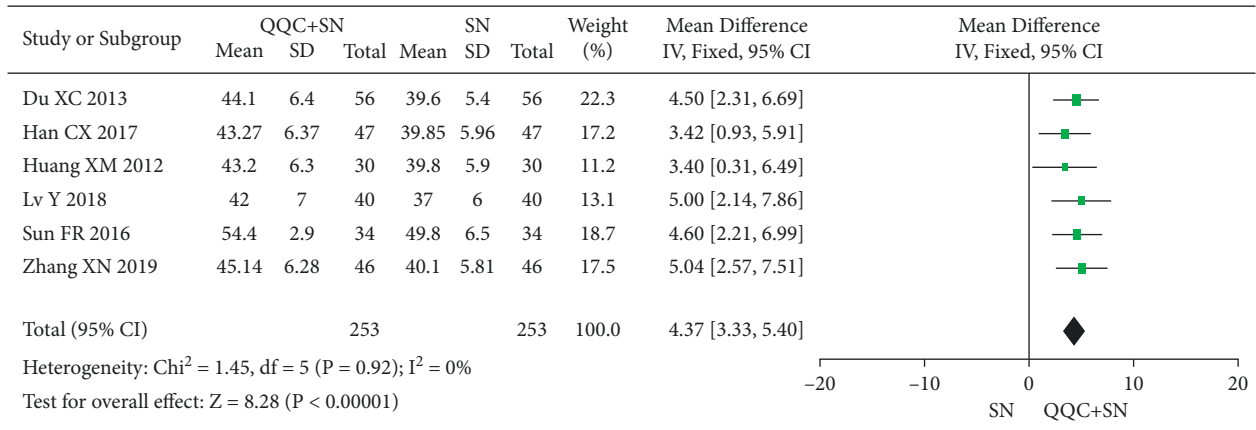 Study or Subgroup QQC+SN SN Weight (%) Mean Difference IV, Fixed, 95% CI Mean Difference IV, Fixed, 95% CI
Mean SD Total Mean SD Total
Du XC 2013 44.1 6.4 56 39.6 5.4 56 22.3 4.50 [2.31, 6.69]
Han CX 2017 43.27 6.37 47 39.85 5.96 47 17.2 3.42 [0.93, 5.91]
Huang XM 2012 43.2 6.3 30 39.8 5.9 30 11.2 3.40 [0.31, 6.49]
Lv Y 2018 42 7 40 37 6 40 13.1 5.00 [2.14, 7.86]
Sun FR 2016 54.4 2.9 34 49.8 6.5 34 18.7 4.60 [2.21, 6.99]
Zhang XN 2019 45.14 6.28 46 40.1 5.81 46 17.5 5.04 [2.57, 7.51]
Total (95% CI) 253 253 100.0 4.37 [3.33, 5.40]
Heterogeneity: Chi² = 1.45, df = 5 (P = 0.92); I² = 0%
Test for overall effect: Z = 8.28 (P < 0.00001)
–20 –10 0 10 20
SN QQC+SN